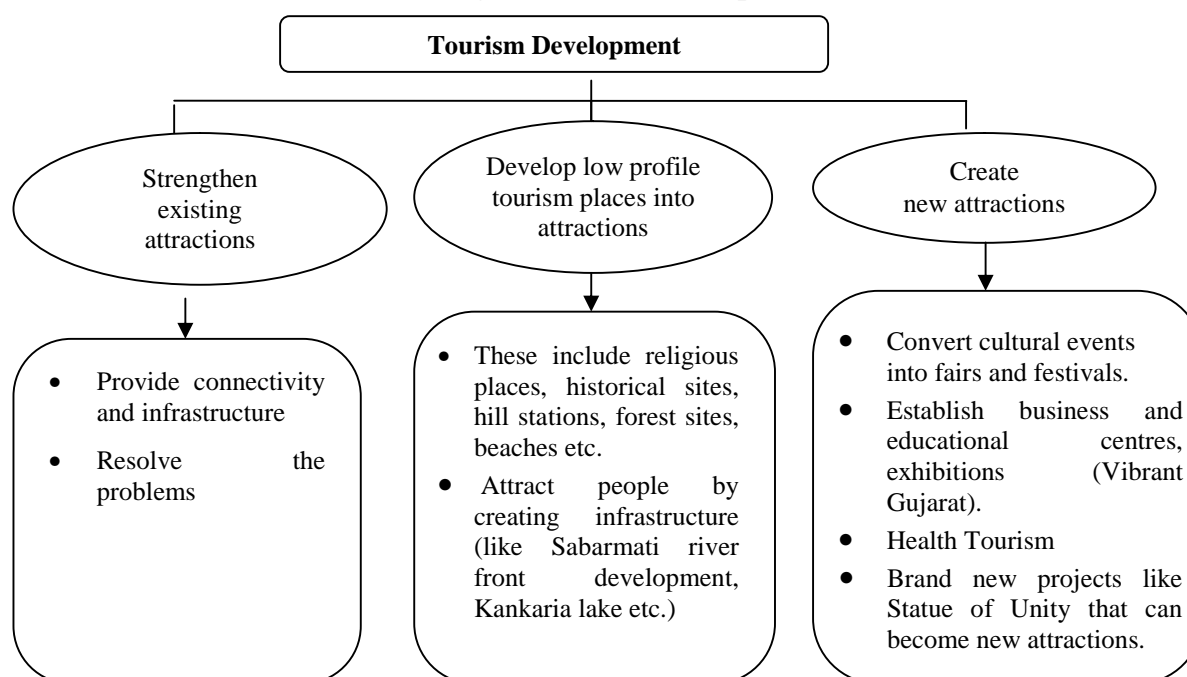 Tourism Development
Strengthen
existing
attractions
Develop low profile
tourism places into
attractions
Create
new attractions
• Provide connectivity
and infrastructure
• Resolve the
problems
• These include religious
places, historical sites,
hill stations, forest sites,
beaches etc.
• Attract people by
creating infrastructure
(like Sabarmati river
front development,
Kankaria lake etc.)
• Convert cultural events
into fairs and festivals.
• Establish business and
educational centres,
exhibitions (Vibrant
Gujarat).
• Health Tourism
• Brand new projects like
Statue of Unity that can
become new attractions.